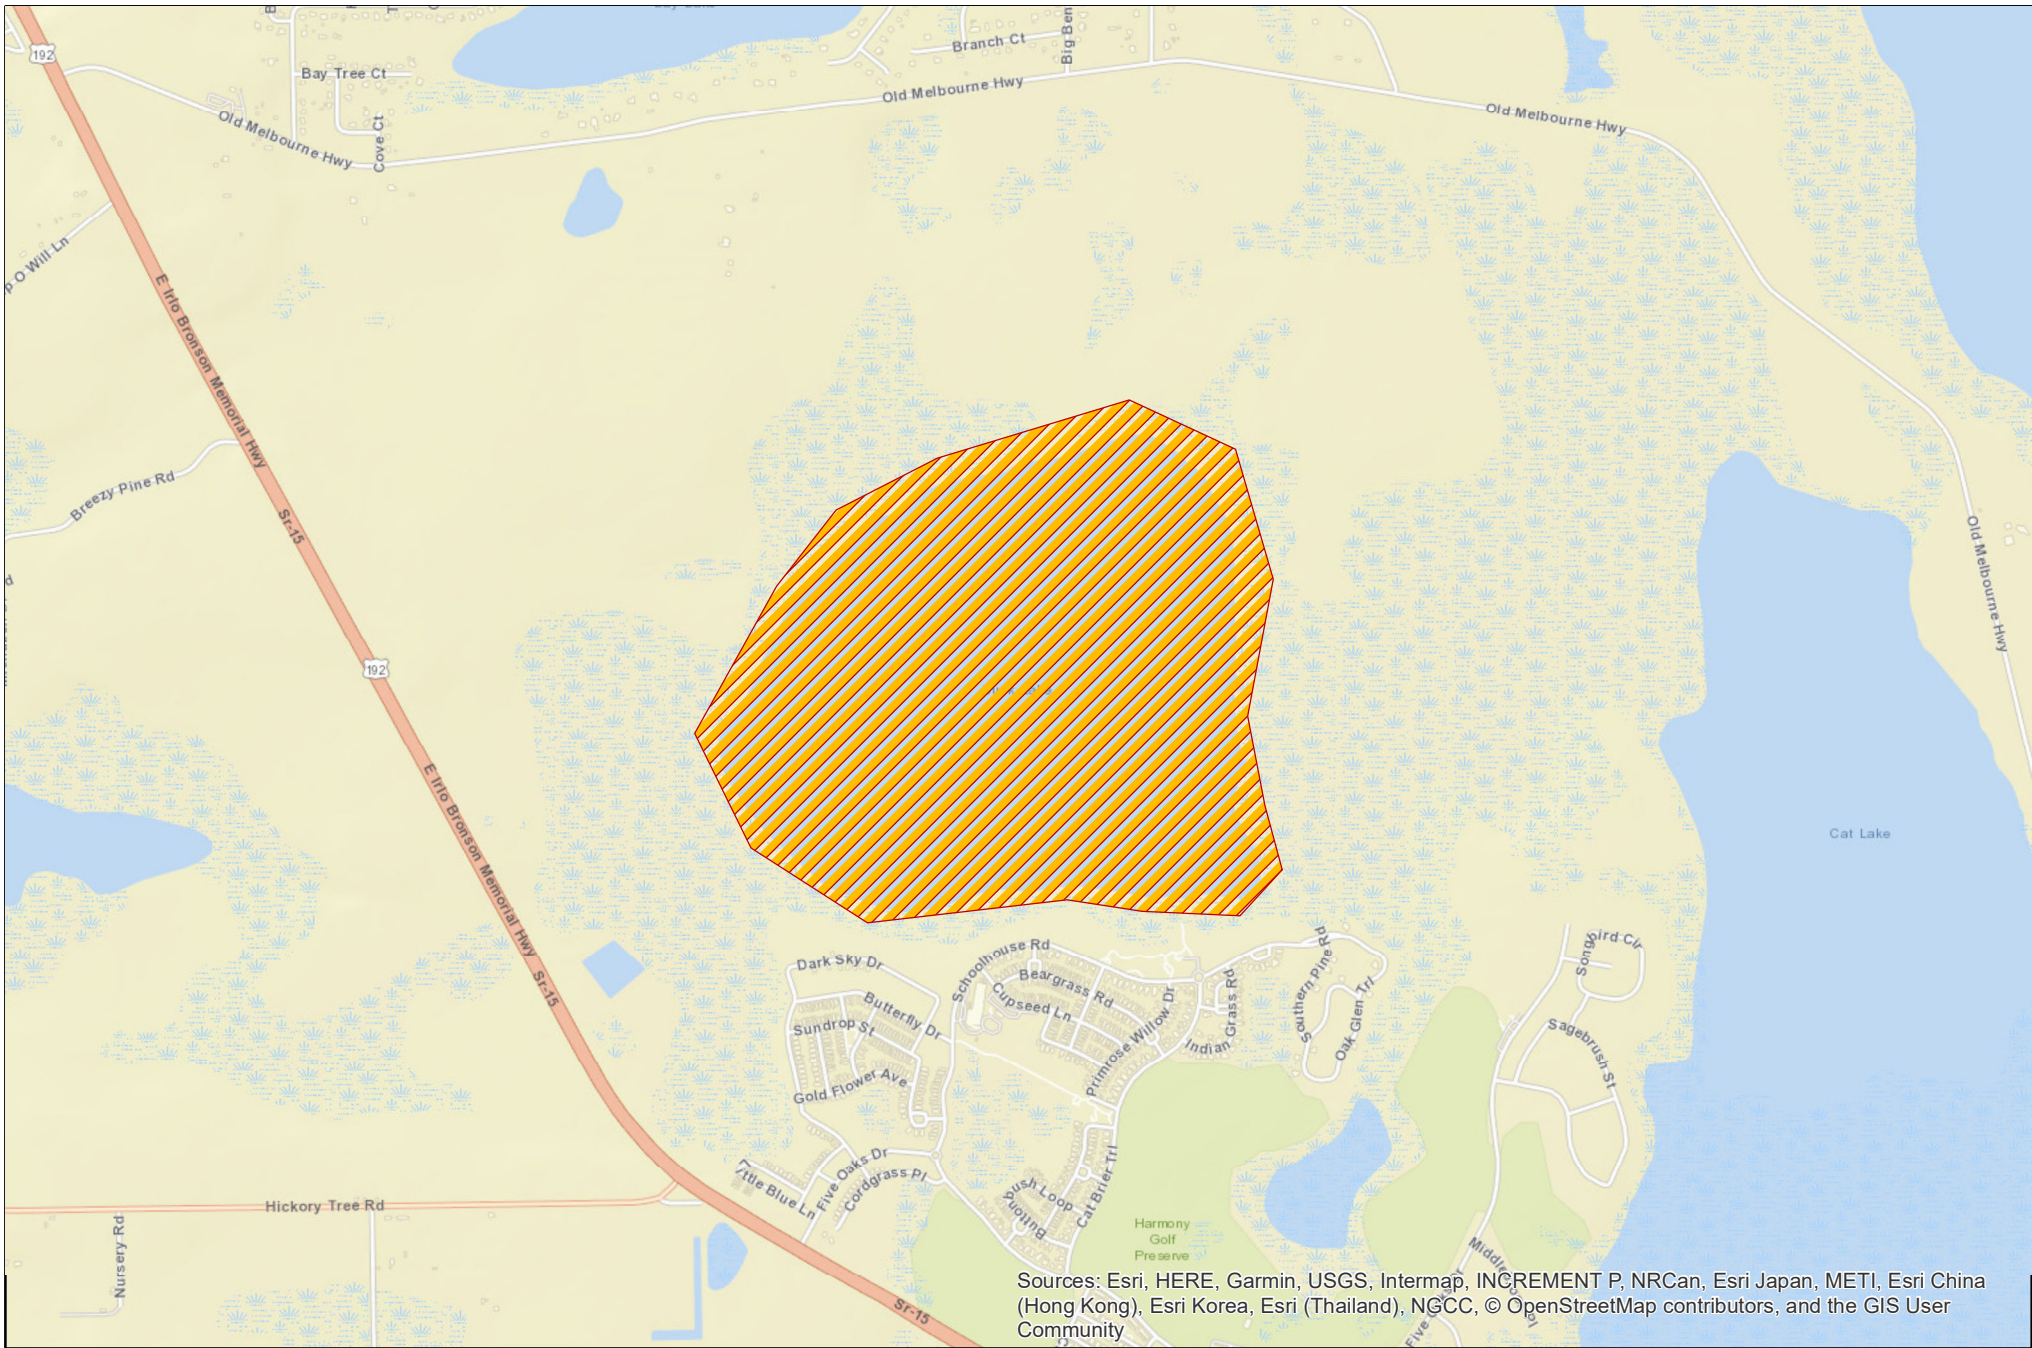 192
Bay Tree Ct
Cove Ct
Old Melbourne Hwy
Branch Ct
Big Ben
Old Melbourne Hwy
Old Melbourne Hwy
O Will Ln
E Irlo Bronson Memorial Hwy
Breezy Pine Rd
Sr-15
Old Melbourne Hwy
192
E Irlo Bronson Memorial Hwy
Cat Lake
Sr-15
Dark Sky Dr
Schoolhouse Rd
Beargrass Rd
Cupseed Ln
Butterfly Dr
Sundrop St
Gold Flower Ave
Primrose Willow Dr
Indian Grass Rd
Southern Pine Rd
Oak Glen Trl
Songbird Cir
Sagebrush St
Hickory Tree Rd
Nursery Rd
Little Blue Ln
Five Oaks Dr
Cordgrass Pl
Button
bush Loop
Cat Brier Trl
Harmony
Golf
Preserve
Sr-15
Five Oaks
Sources: Esri, HERE, Garmin, USGS, Intermap, INCREMENT P, NRCan, Esri Japan, METI, Esri China
(Hong Kong), Esri Korea, Esri (Thailand), NGCC, © OpenStreetMap contributors, and the GIS User
Community